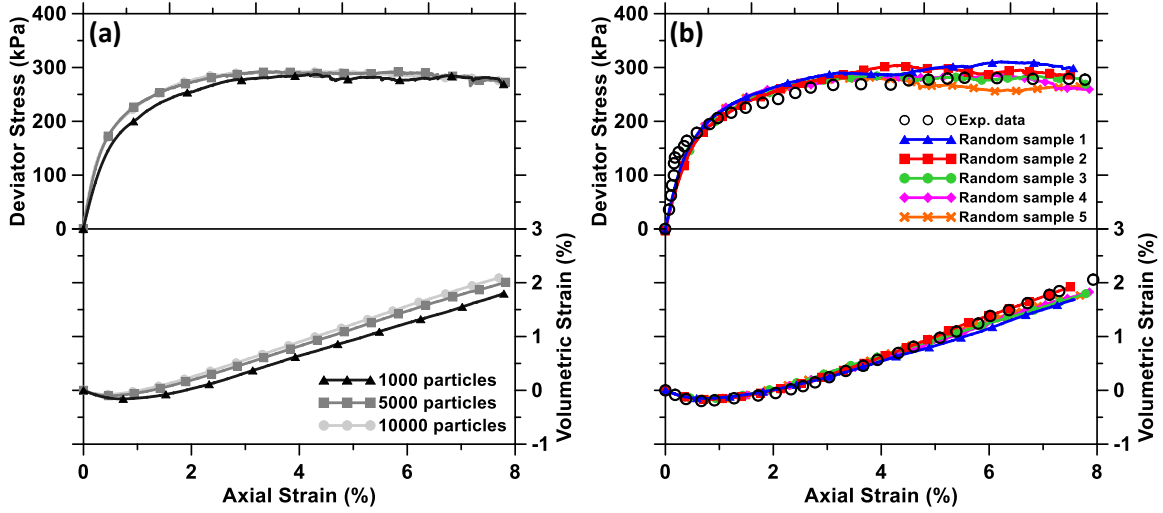 (a)
Deviator Stress (kPa)
400
300
200
100
0
3
2
1
0
-1
Volumetric Strain (%)
1000 particles
5000 particles
10000 particles
0 2 4 6 8
Axial Strain (%)
(b)
Deviator Stress (kPa)
400
300
200
100
0
Exp. data
Random sample 1
Random sample 2
Random sample 3
Random sample 4
Random sample 5
3
2
1
0
-1
Volumetric Strain (%)
0 2 4 6 8
Axial Strain (%)